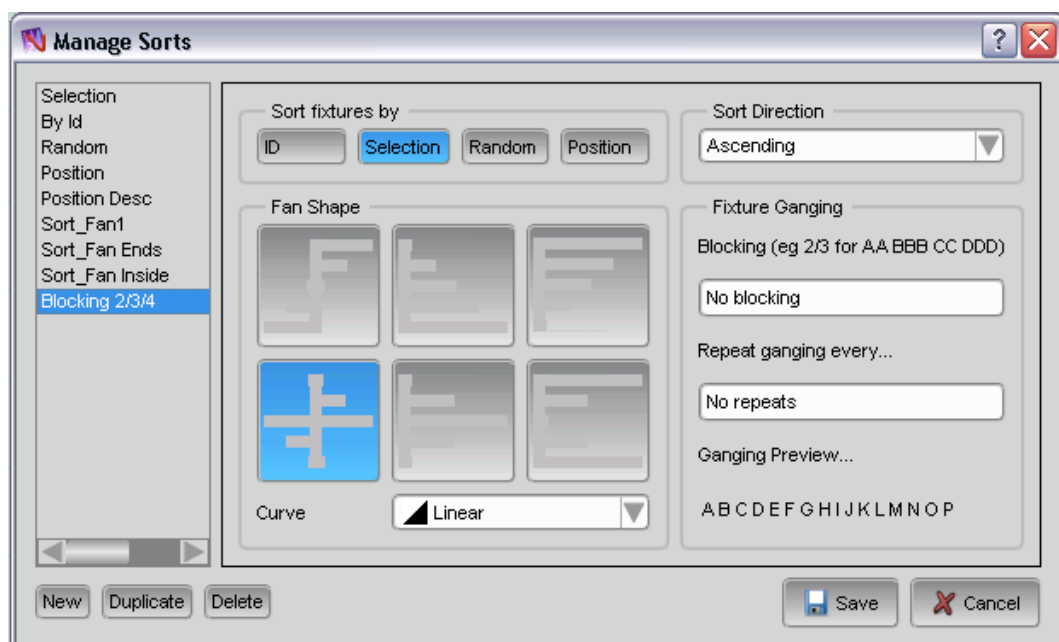 Manage Sorts
Selection
By Id
Random
Position
Position Desc
Sort_Fan1
Sort_Fan Ends
Sort_Fan Inside
Blocking 2/3/4
Sort fixtures by
ID Selection Random Position
Sort Direction
Ascending
Fan Shape
Curve Linear
Fixture Ganging
Blocking (eg 2/3 for AA BBB CC DDD)
No blocking
Repeat ganging every...
No repeats
Ganging Preview...
A B C D E F G H I J K L M N O P
New Duplicate Delete
Save Cancel